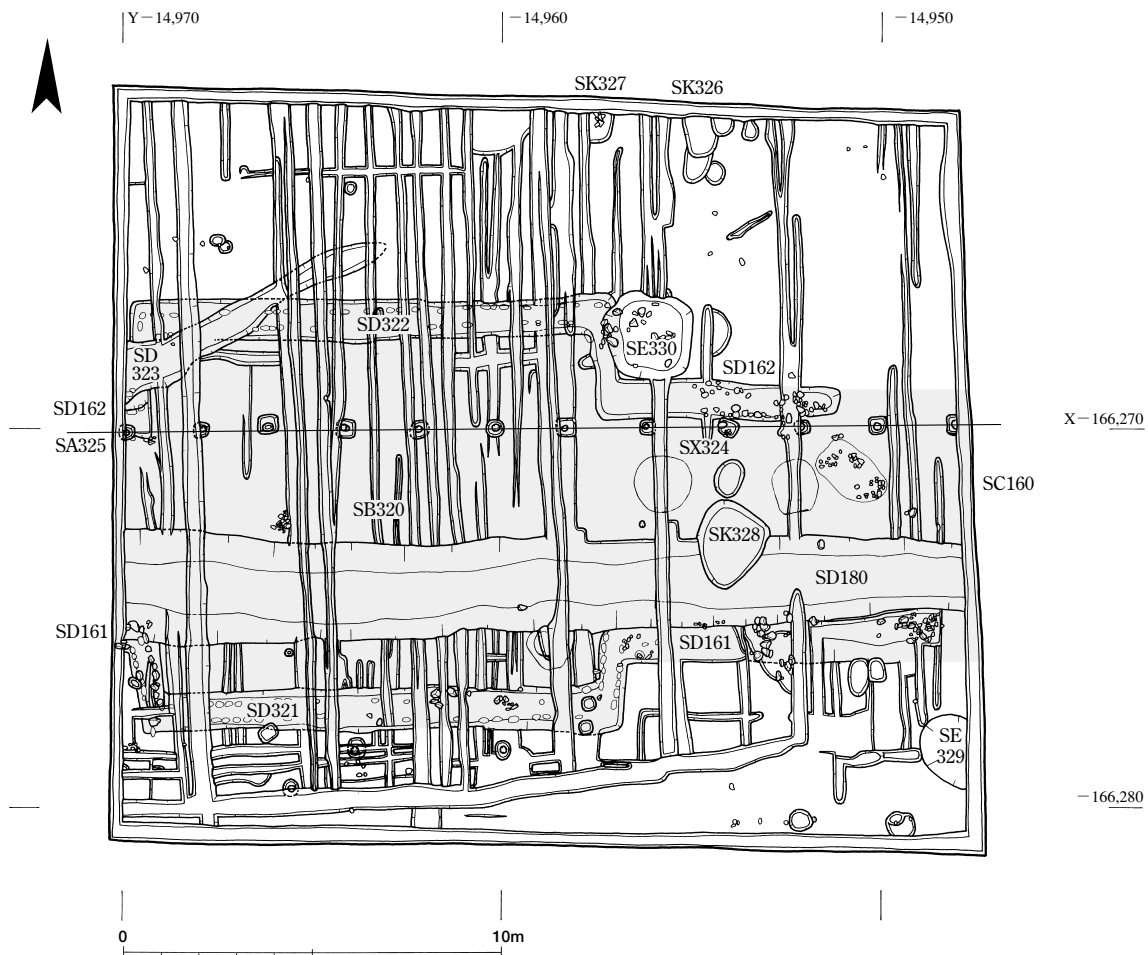 Y－14,970
－14,960
－14,950
SK327
SK326
SD322
SD
323
SE330
SD162
SD162
X－166,270
SA325
SX324
SC160
SB320
SK328
SD180
SD161
SD161
SD321
SE
329
－166,280
0
10m